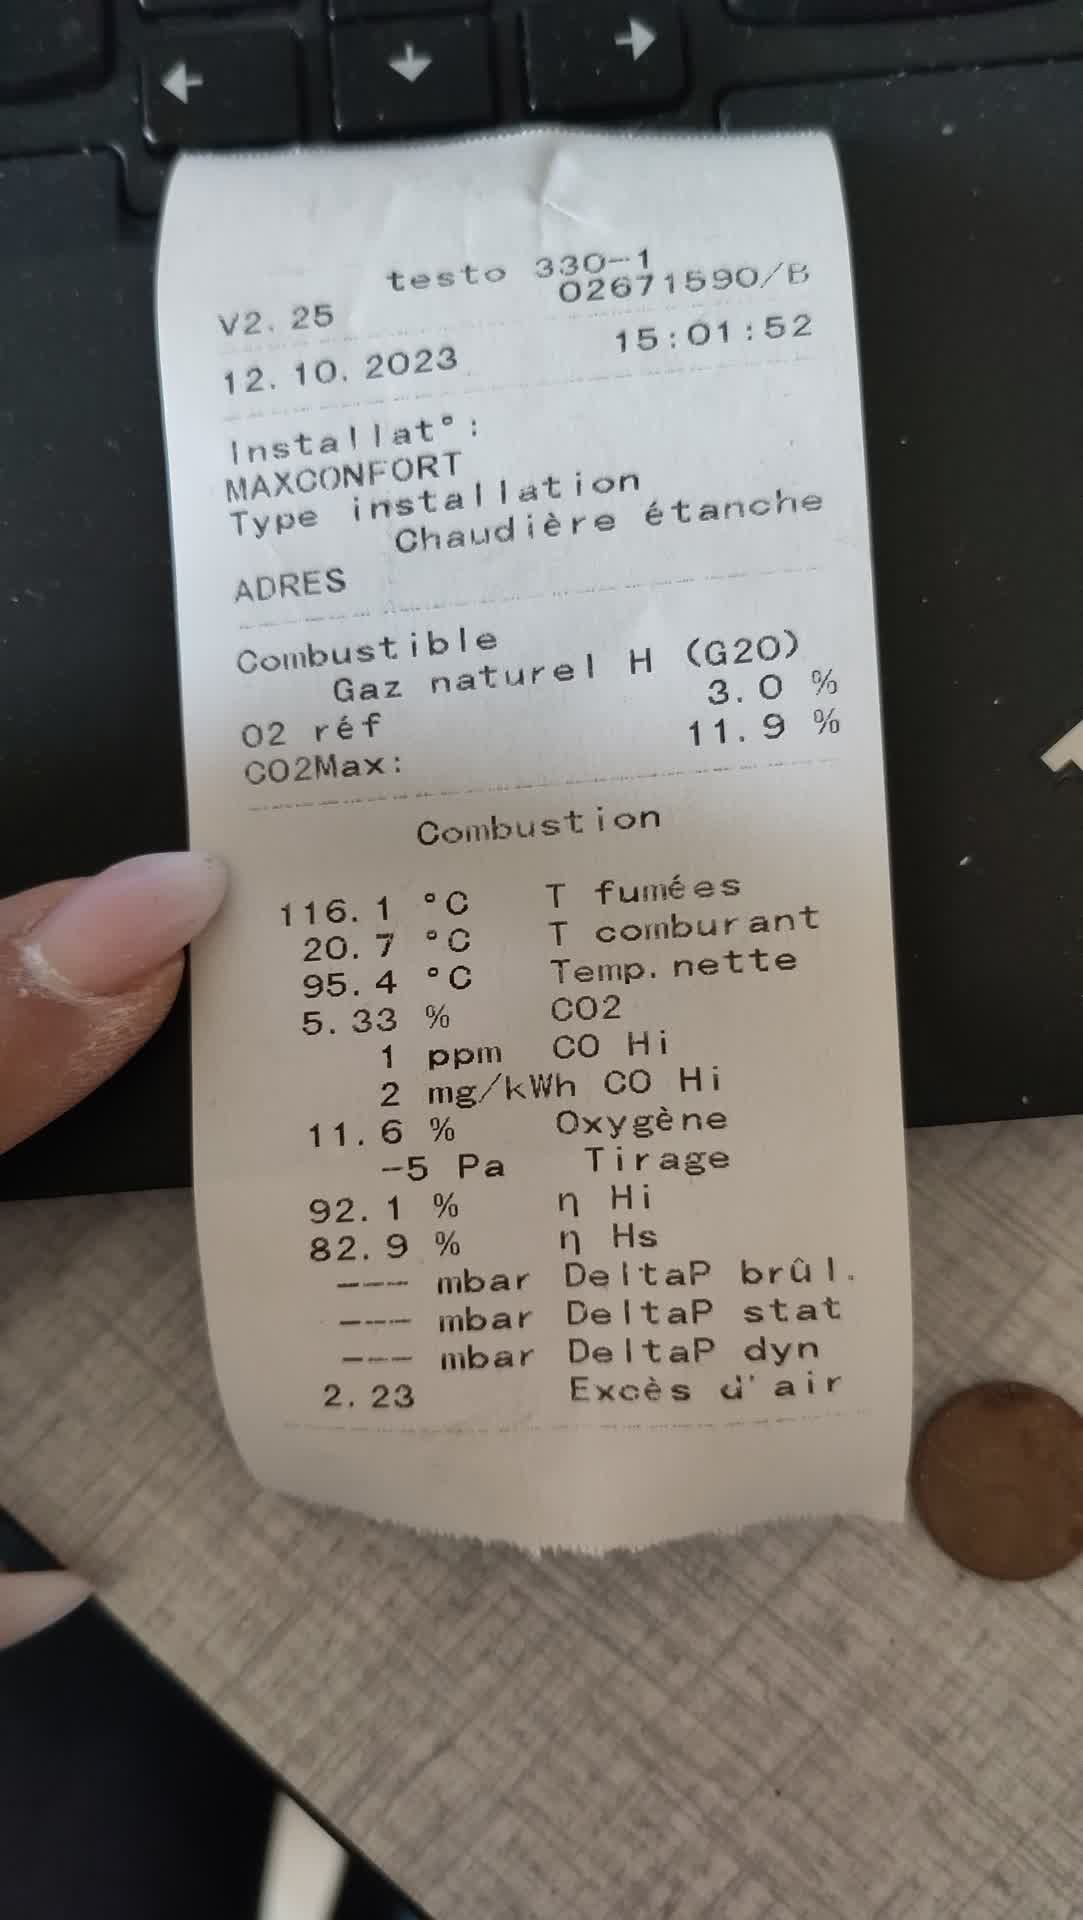 testo 330-1
V2.25 02671590/B
12.10.2023 15:01:52
Installat°:
MAXCONFORT
Type installation
Chaudière étanche
ADRES
Combustible
Gaz naturel H (G20)
O2 réf 3.0 %
CO2Max: 11.9 %
Combustion
116.1 °C T fumées
20.7 °C T comburant
95.4 °C Temp.nette
5.33 % CO2
1 ppm CO Hi
2 mg/kWh CO Hi
11.6 % Oxygène
-5 Pa Tirage
92.1 % η Hi
82.9 % η Hs
--- mbar DeltaP brûl.
--- mbar DeltaP stat
--- mbar DeltaP dyn
2.23 Excès d'air